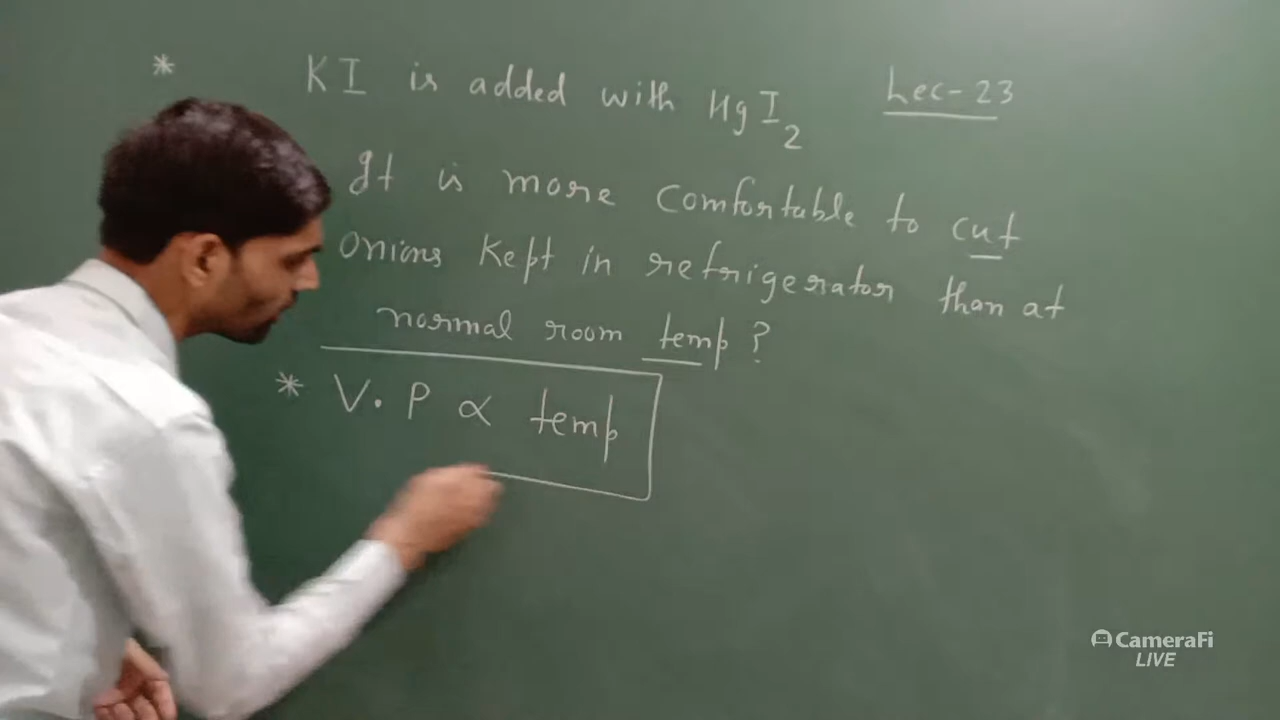 * KI is added with HgI₂ Lec-23
It is more comfortable to cut
onions kept in refrigerator than at
normal room temp?
* V.P ∝ temp
CameraFi
LIVE